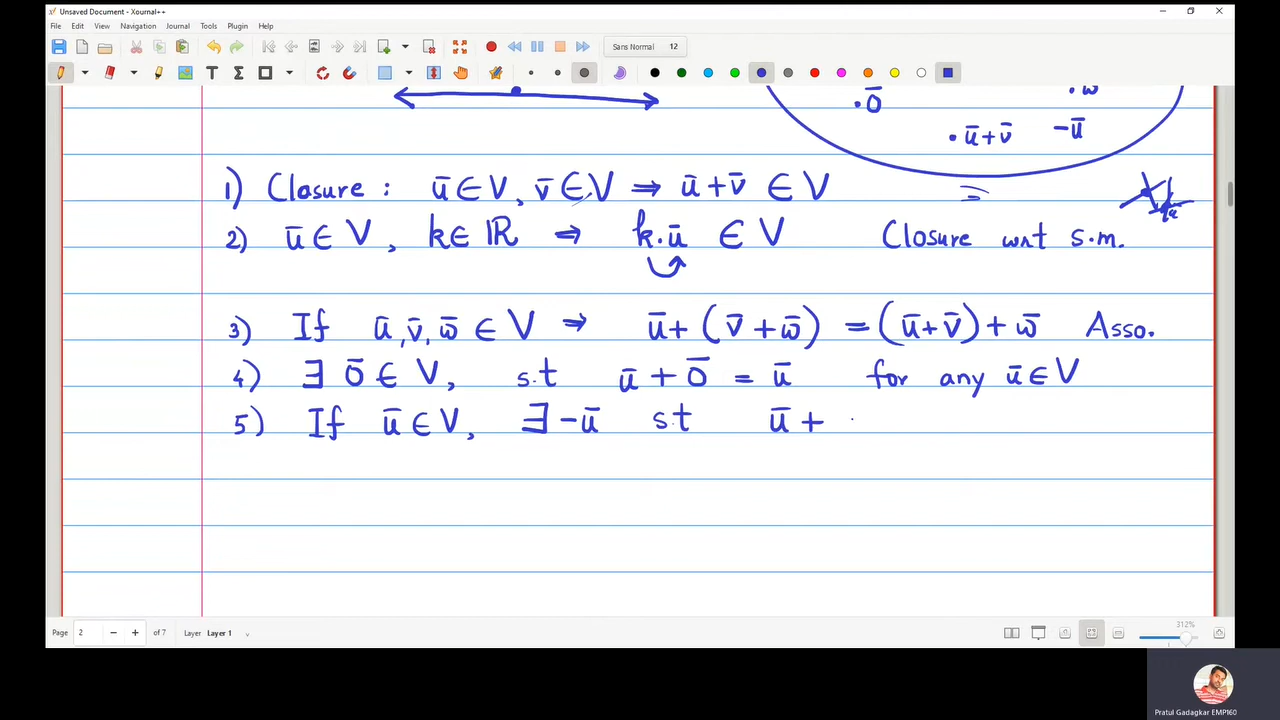 Unsaved Document - Xournal++
File Edit View Navigation Journal Tools Plugin Help
Sans Normal 12
.0̄ .w̄
.ū+v̄ -ū
1) Closure : ū ∈ V, v̄ ∈ V ⇒ ū+v̄ ∈ V
2) ū ∈ V, k ∈ ℝ ⇒ k.ū ∈ V Closure wrt s.m.
3) If ū, v̄, w̄ ∈ V ⇒ ū+(v̄+w̄) = (ū+v̄)+w̄ Asso.
4) ∃ 0̄ ∈ V, s.t ū + 0̄ = ū for any ū ∈ V
5) If ū ∈ V, ∃ -ū s.t ū +
Page 2 of 7 Layer Layer 1 312%
Pratul Gadagkar EMP160